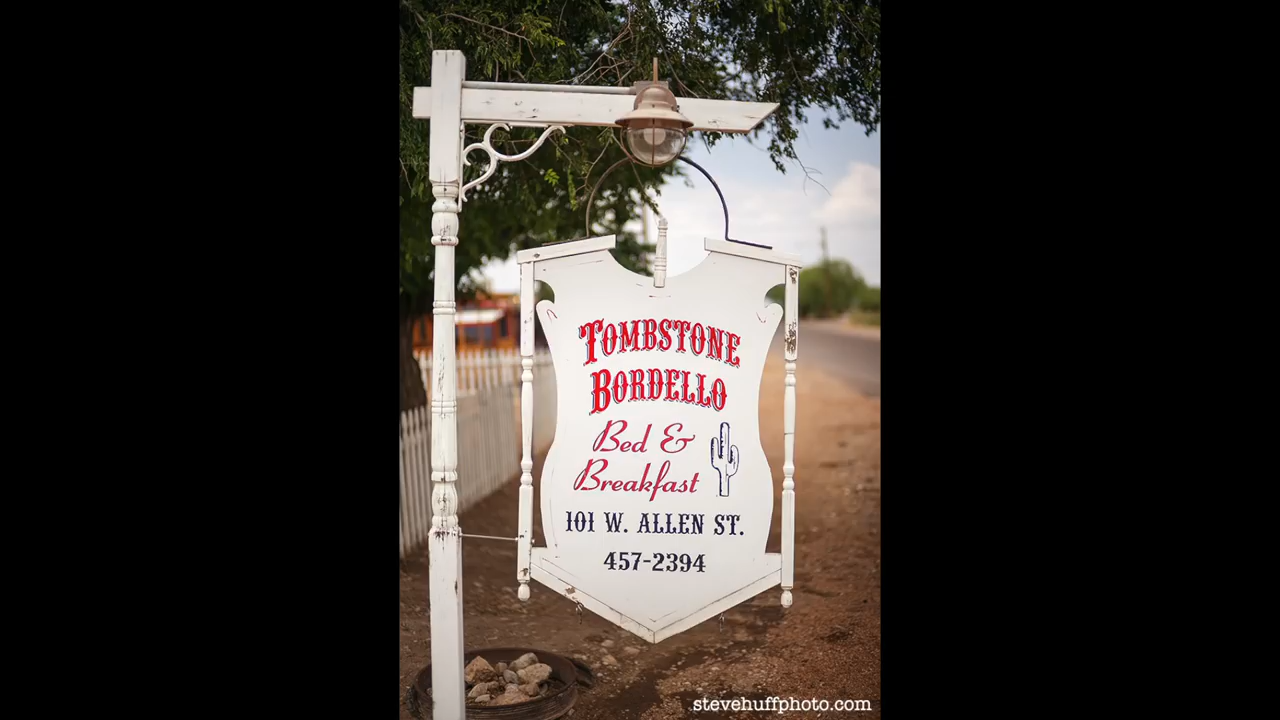 TOMBSTONE
BORDELLO
Bed &
Breakfast
101 W. ALLEN ST.
457-2394
stevehuffphoto.com